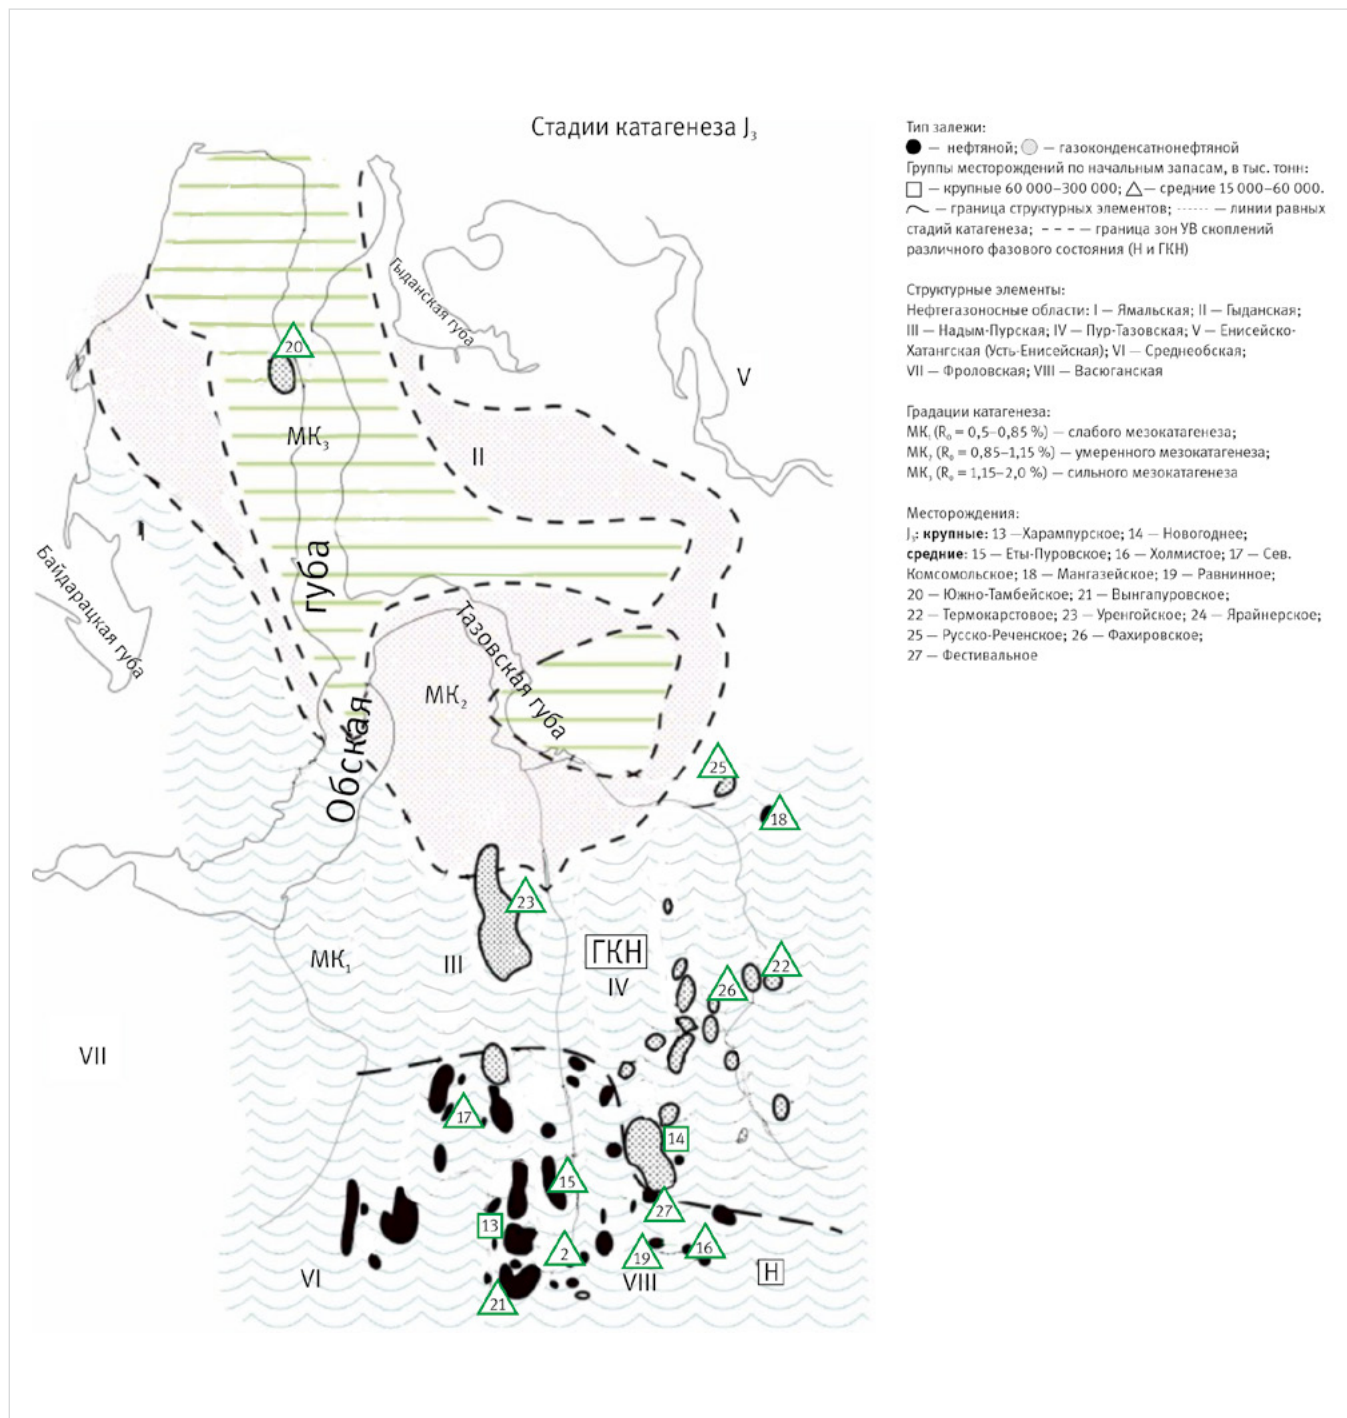 Стадии катагенеза J₃
Тип залежи:
● — нефтяной; ○ — газоконденсатнонефтяной
Группы месторождений по начальным запасам, в тыс. тонн:
□ — крупные 60 000–300 000; △ — средние 15 000–60 000.
— граница структурных элементов; ------ — линии равных
стадий катагенеза; – – – — граница зон УВ скоплений
различного фазового состояния (Н и ГКН)
Структурные элементы:
Нефтегазоносные области: I — Ямальская; II — Гыданская;
III — Надым-Пурская; IV — Пур-Тазовская; V — Енисейско-
Хатангская (Усть-Енисейская); VI — Среднеобская;
VII — Фроловская; VIII — Васюганская
Градации катагенеза:
МК₁ (R₀ = 0,5–0,85 %) — слабого мезокатагенеза;
МК₂ (R₀ = 0,85–1,15 %) — умеренного мезокатагенеза;
МК₃ (R₀ = 1,15–2,0 %) — сильного мезокатагенеза
Месторождения:
J₃: крупные: 13 —Харампурское; 14 — Новогоднее;
средние: 15 — Еты-Пуровское; 16 — Холмистое; 17 — Сев.
Комсомольское; 18 — Мангазейское; 19 — Равнинное;
20 — Южно-Тамбейское; 21 — Вынгапуровское;
22 — Термокарстовое; 23 — Уренгойское; 24 — Ярайнерское;
25 — Русско-Реченское; 26 — Фахировское;
27 — Фестивальное
Гыданская губа
20
V
МК₃
II
I
губа
Байдарацкая губа
Тазовская губа
МК₂
Обская
25
18
23
ГКН
22
МК₁
III
IV
26
VII
17
14
15
27
13
2
19
16
VI
VIII
Н
21